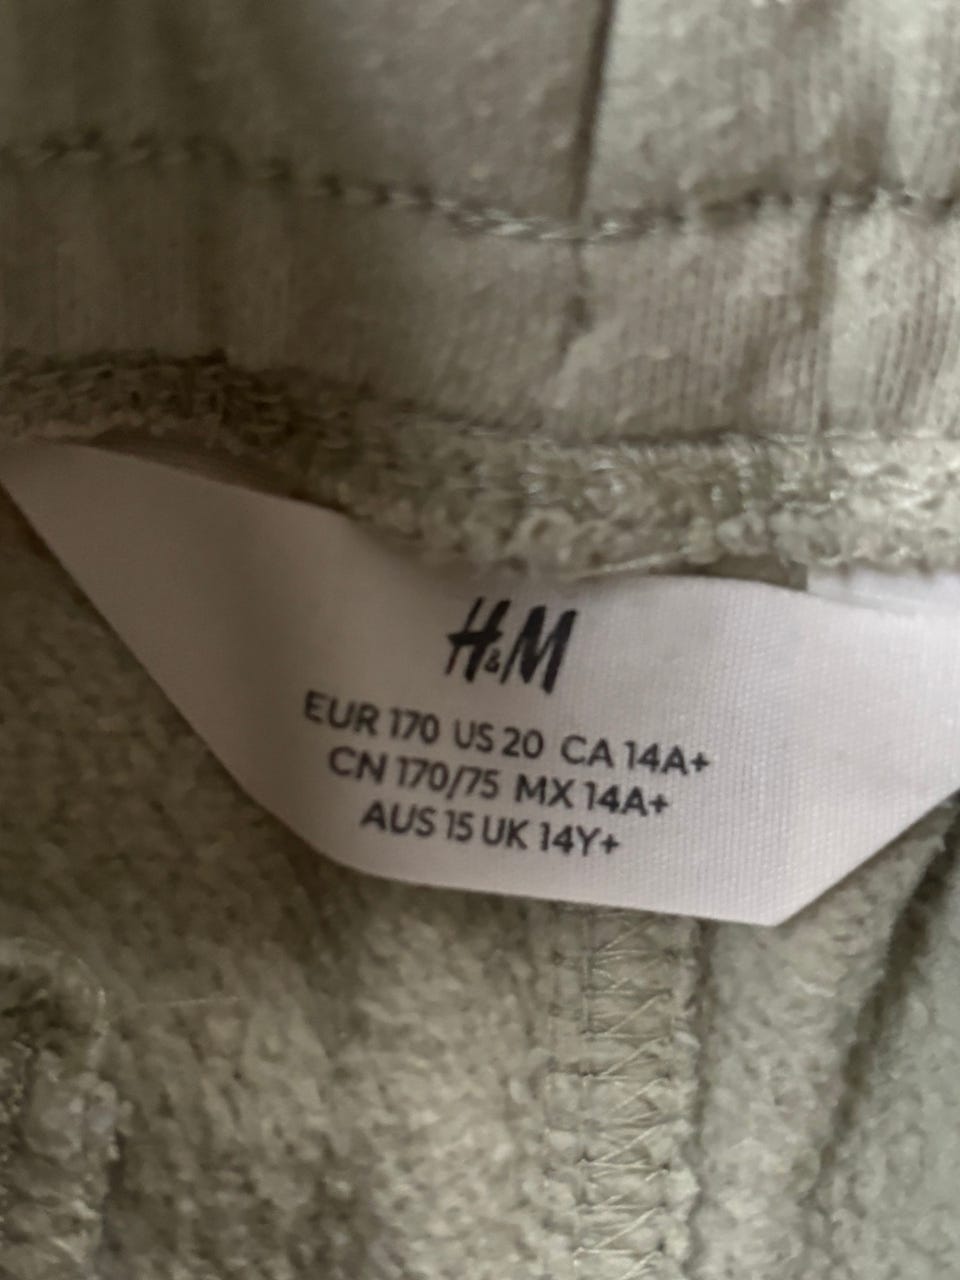 H&M
EUR 170 US 20 CA 14A+
CN 170/75 MX 14A+
AUS 15 UK 14Y+